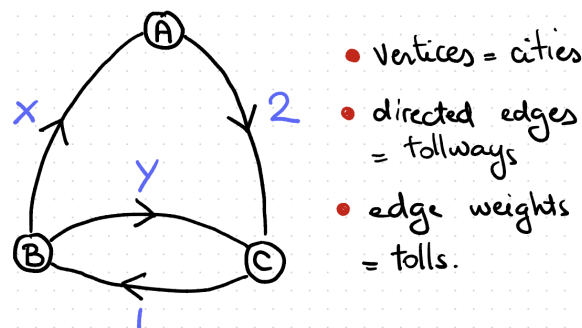 A
X
2
y
B
C
1
• vertices = cities
• directed edges
= tollways
• edge weights
= tolls.